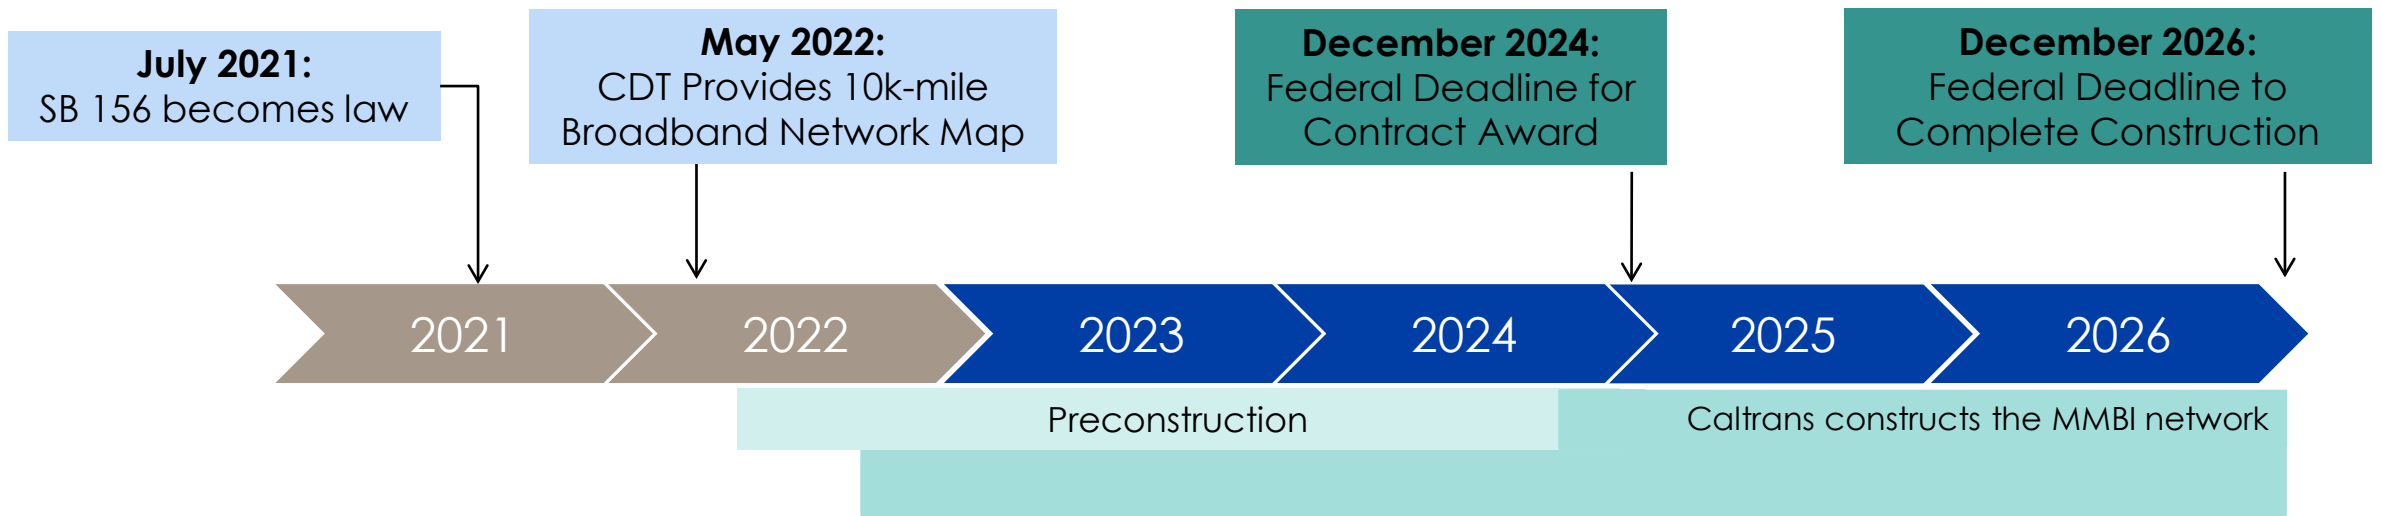 July 2021:
SB 156 becomes law
May 2022:
CDT Provides 10k-mile
Broadband Network Map
December 2024:
Federal Deadline for
Contract Award
December 2026:
Federal Deadline to
Complete Construction
2021
2022
2023
2024
2025
2026
Preconstruction
Caltrans constructs the MMBI network